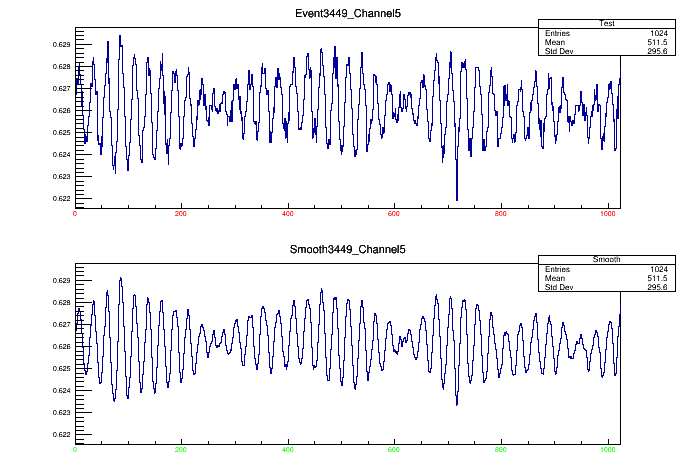 Event3449_Channel5
Test
Entries 1024
Mean 511.5
Std Dev 295.6
0.629
0.628
0.627
0.626
0.625
0.624
0.623
0.622
0 200 400 600 800 1000
Smooth3449_Channel5
Smooth
Entries 1024
Mean 511.5
Std Dev 295.6
0.629
0.628
0.627
0.626
0.625
0.624
0.623
0.622
0 200 400 600 800 1000